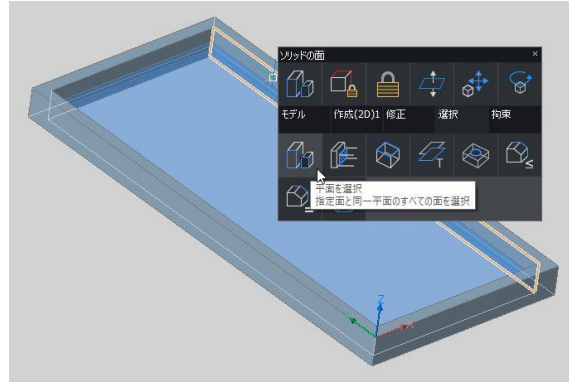 ソリッドの面
×
モデル 作成(2D)1 修正 選択 拘束
平面を選択
指定面と同一平面のすべての面を選択
Z
X